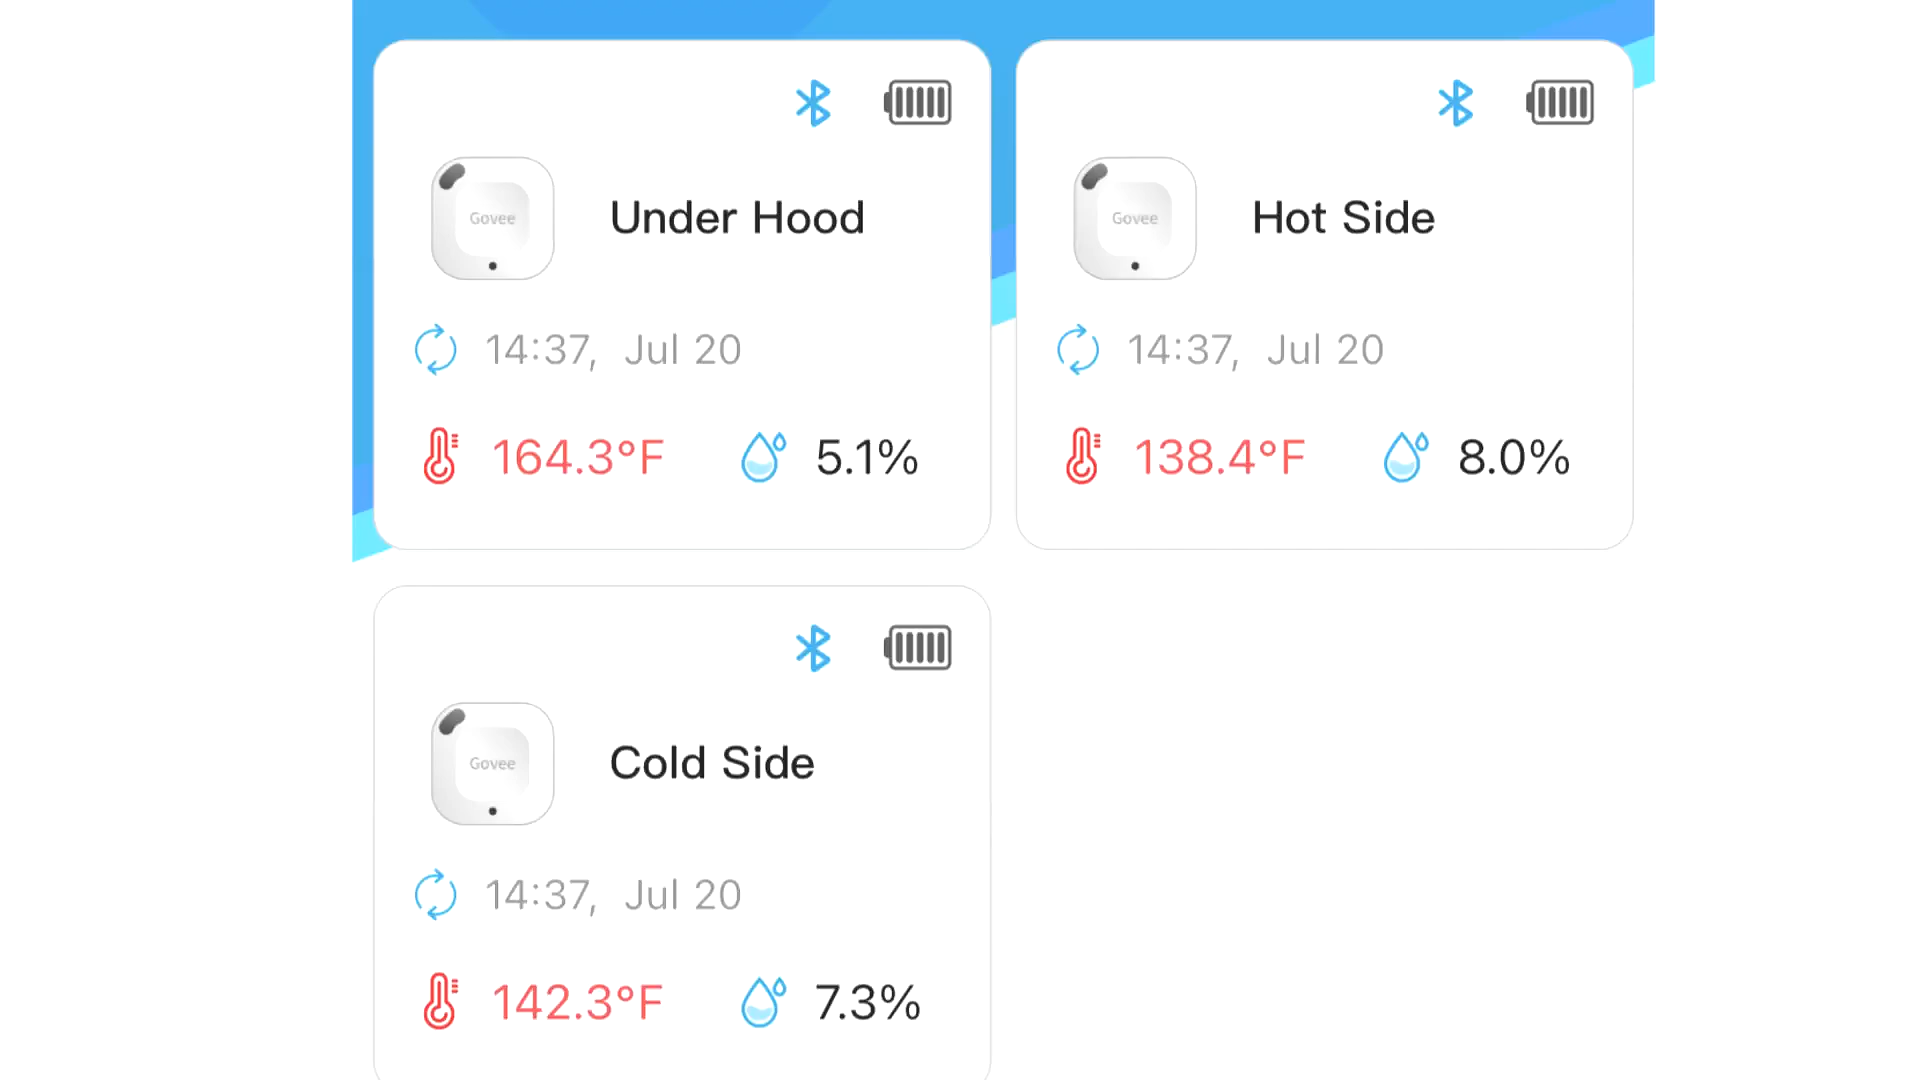 Govee
Under Hood
14:37, Jul 20
164.3°F 5.1%
Govee
Hot Side
14:37, Jul 20
138.4°F 8.0%
Govee
Cold Side
14:37, Jul 20
142.3°F 7.3%